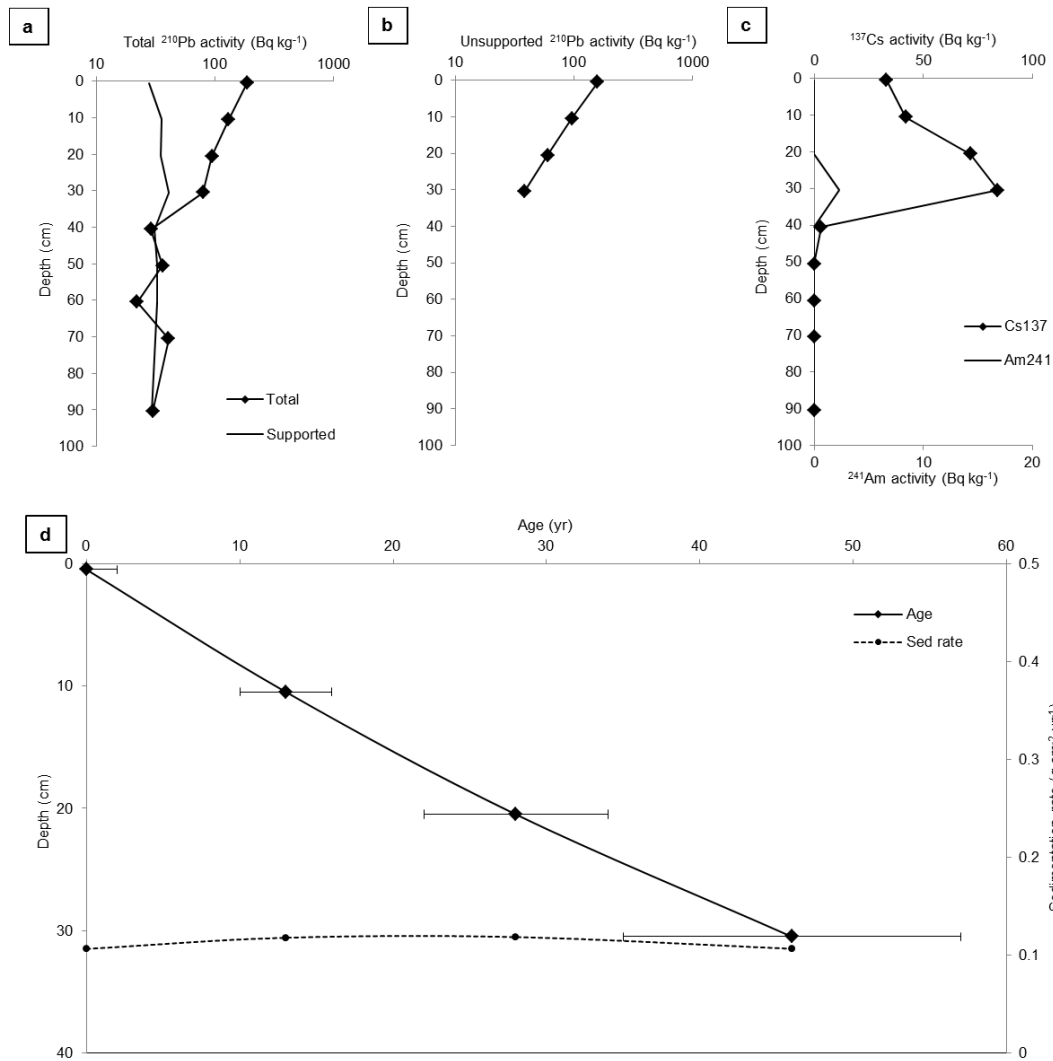 a
Total ²¹⁰Pb activity (Bq kg⁻¹)
10 100 1000
0
10
20
30
40
50
60
70
80
90
100
Depth (cm)
Total
Supported
b
Unsupported ²¹⁰Pb activity (Bq kg⁻¹)
10 100 1000
0
10
20
30
40
50
60
70
80
90
100
Depth (cm)
c
¹³⁷Cs activity (Bq kg⁻¹)
0 50 100
0
10
20
30
40
50
60
70
80
90
100
Depth (cm)
Cs137
Am241
0 10 20
²⁴¹Am activity (Bq kg⁻¹)
d
Age (yr)
0 10 20 30 40 50 60
0
10
20
30
40
Depth (cm)
Age
Sed rate
0.5
0.4
0.3
0.2
0.1
0